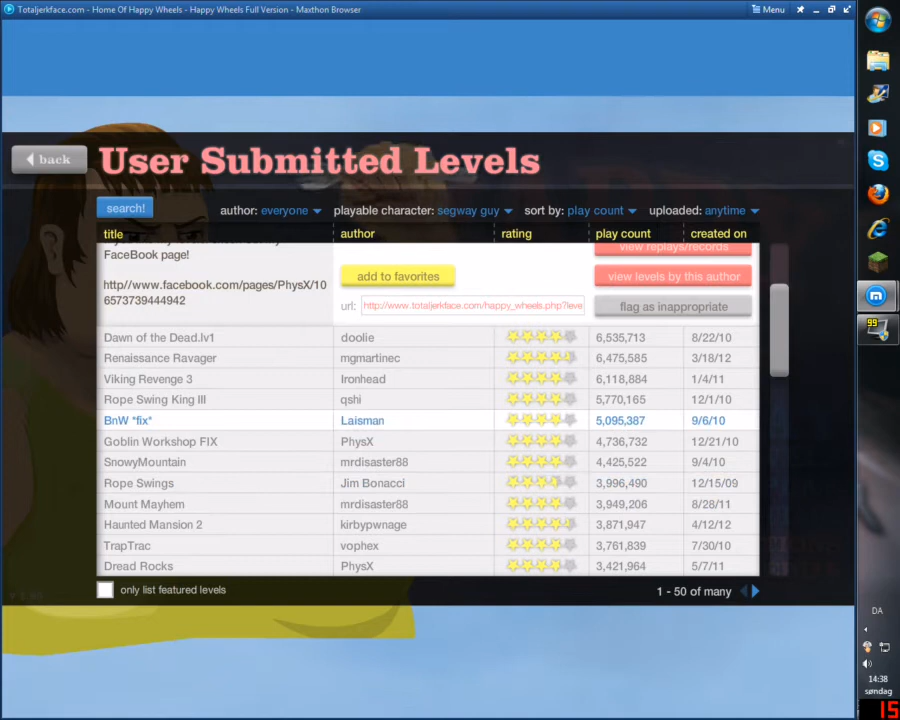 Totaljerkface.com - Home Of Happy Wheels - Happy Wheels Full Version - Maxthon Browser
Menu
back
User Submitted Levels
search!
author: everyone
playable character: segway guy
sort by: play count
uploaded: anytime
title author rating play count created on
FaceBook page!
view replays/records
http//www.facebook.com/pages/PhysX/10
6573739444942
add to favorites
view levels by this author
url: http://www.totaljerkface.com/happy_wheels.php?leve
flag as inappropriate
Dawn of the Dead.lv1 doolie 6,535,713 8/22/10
Renaissance Ravager mgmartinec 6,475,585 3/18/12
Viking Revenge 3 Ironhead 6,118,884 1/4/11
Rope Swing King III qshi 5,770,165 12/1/10
BnW *fix* Laisman 5,095,387 9/6/10
Goblin Workshop FIX PhysX 4,736,732 12/21/10
SnowyMountain mrdisaster88 4,425,522 9/4/10
Rope Swings Jim Bonacci 3,996,490 12/15/09
Mount Mayhem mrdisaster88 3,949,206 8/28/11
Haunted Mansion 2 kirbypwnage 3,871,947 4/12/12
TrapTrac vophex 3,761,839 7/30/10
Dread Rocks PhysX 3,421,964 5/7/11
only list featured levels
1 - 50 of many
99
DA
14:38
søndag
15